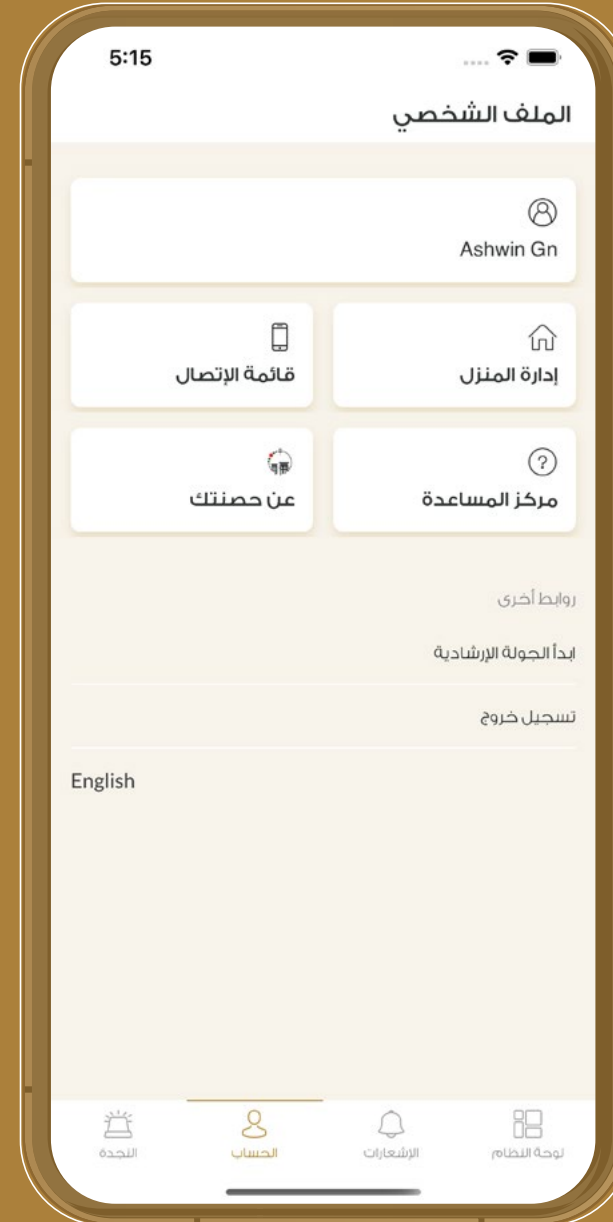 5:15
الملف الشخصي
Ashwin Gn
إدارة المنزل
قائمة الإتصال
مركز المساعدة
عن حصنتك
روابط أخرى
ابدأ الجولة الإرشادية
تسجيل خروج
English
لوحة النظام
الإشعارات
الحساب
النجدة